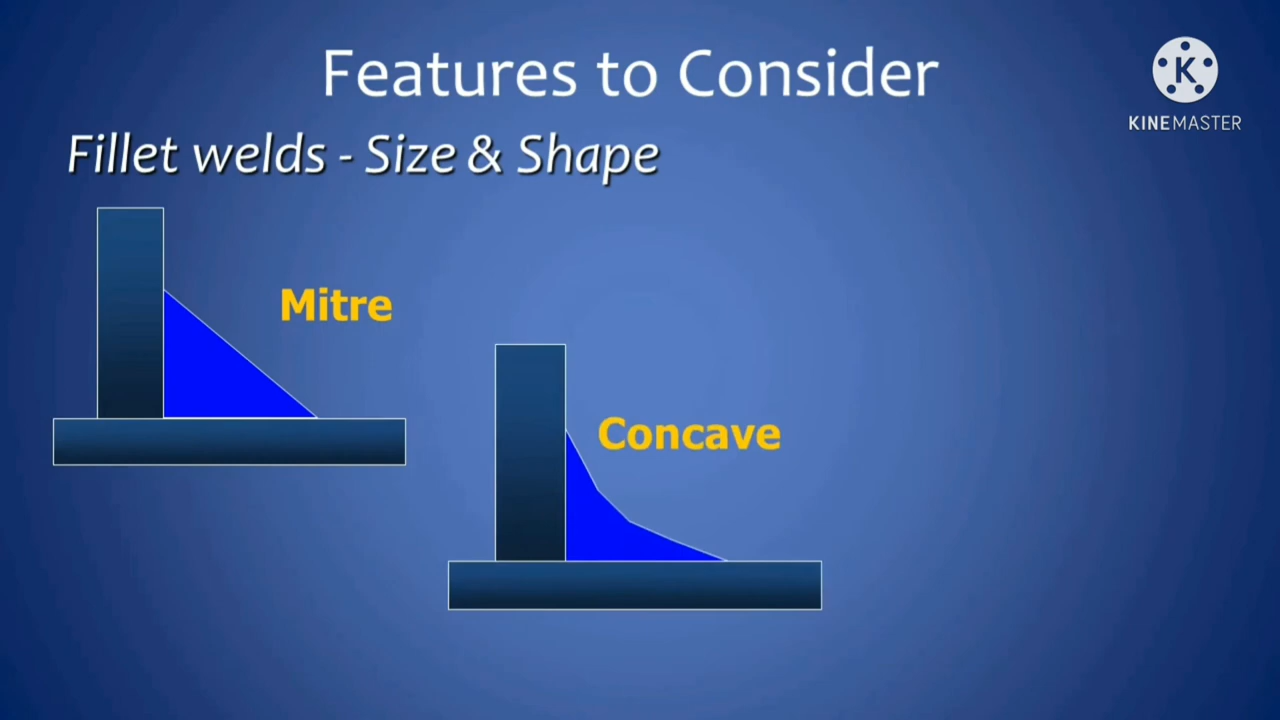 Features to Consider
K
KINEMASTER
Fillet welds - Size & Shape
Mitre
Concave